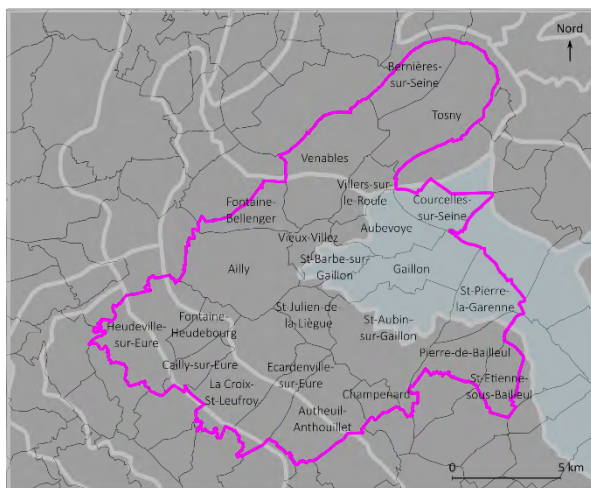 Nord
Bernières-
sur-Seine
Tosny
Venables
Villers-sur-
le-Roule
Fontaine-
Bellenger
Courcelles-
sur-Seine
Aubevoye
Vieux-Villez
Ailly
St-Barbe-sur-
Gaillon
Gaillon
St-Pierre-
la-Garenne
St-Julien de
la-Liègue
Fontaine-
Heudebourg
Heudeville-
sur-Eure
St-Aubin-
sur-Gaillon
Pierre-de-Bailleul
Cailly-sur-Eure
Ecardenville-
sur-Eure
La Croix-
St-Leufroy
Champenard
St-Etienne-
sous-Bailleul
Autheuil-
Anthouillet
0 5 km